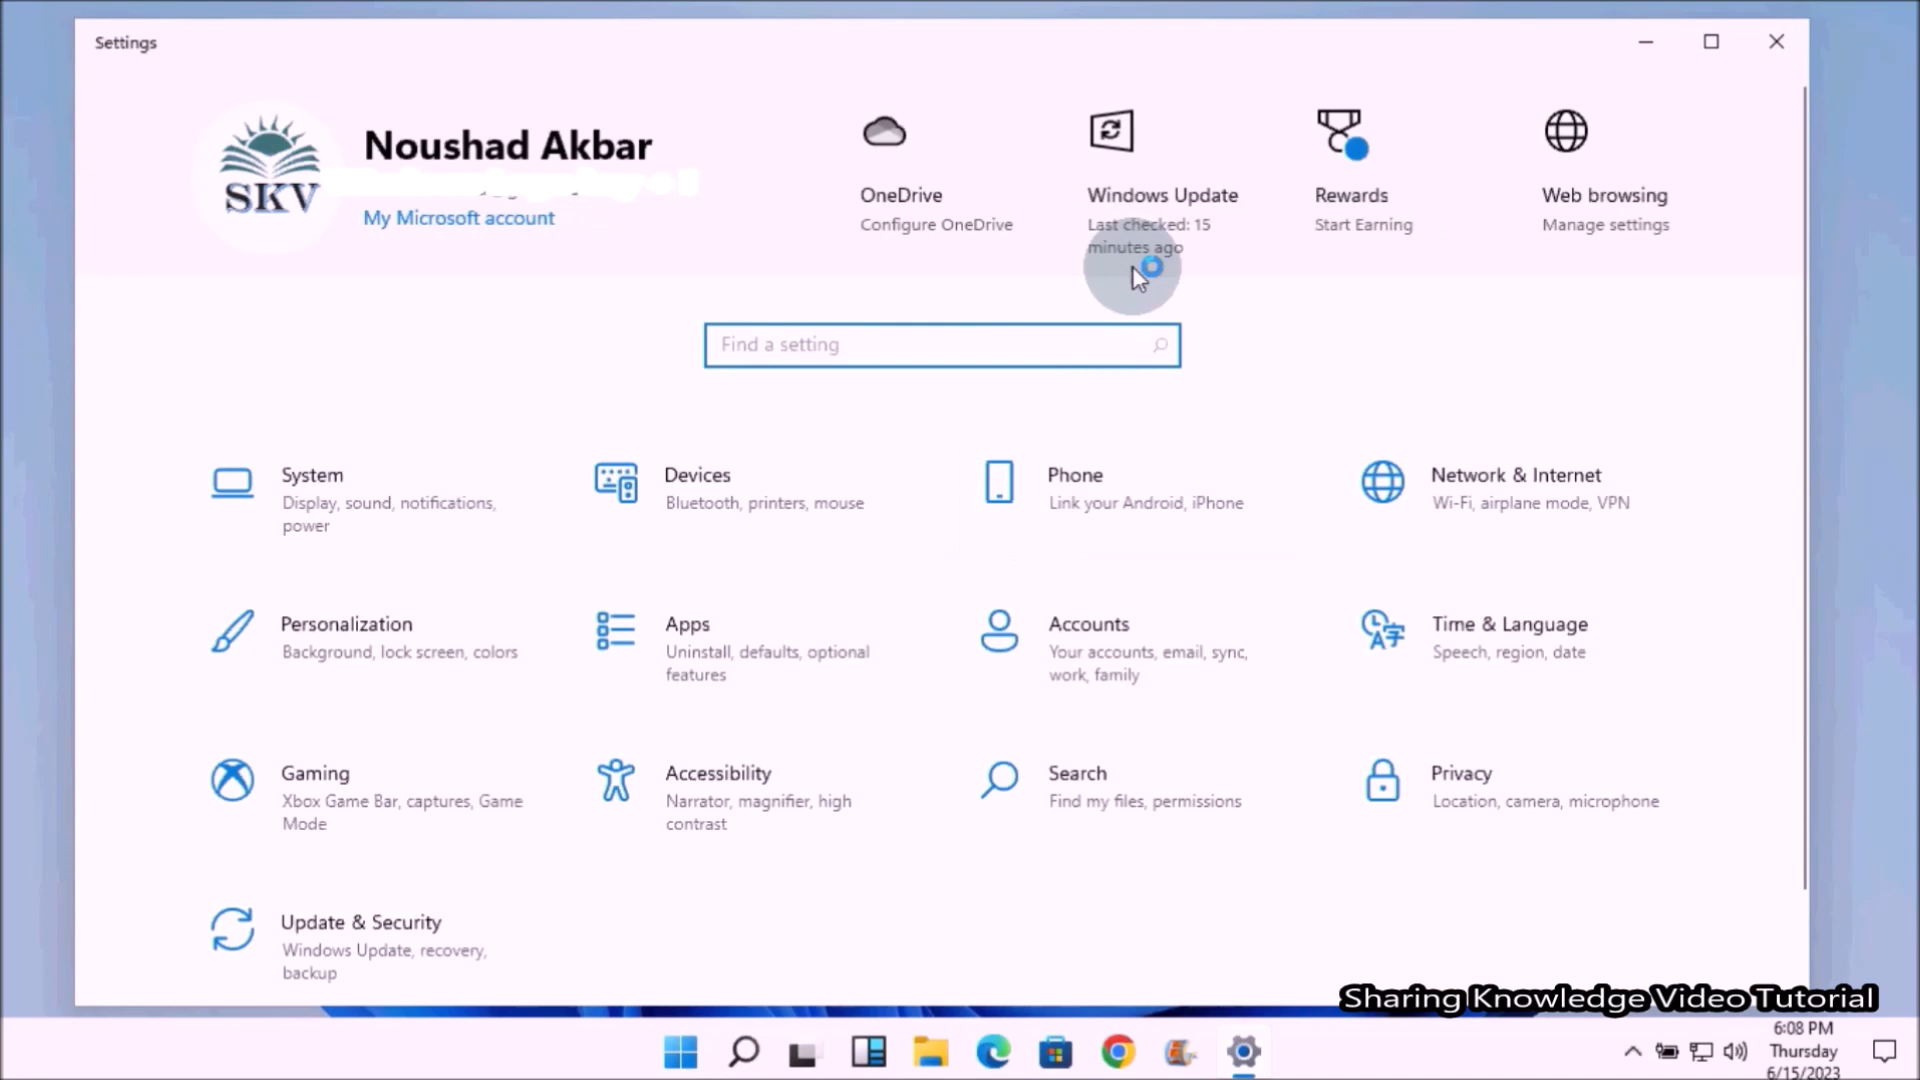 Settings
SKV
Noushad Akbar
My Microsoft account
OneDrive
Configure OneDrive
Windows Update
Last checked: 15
minutes ago
Rewards
Start Earning
Web browsing
Manage settings
Find a setting
System
Display, sound, notifications,
power
Devices
Bluetooth, printers, mouse
Phone
Link your Android, iPhone
Network & Internet
Wi-Fi, airplane mode, VPN
Personalization
Background, lock screen, colors
Apps
Uninstall, defaults, optional
features
Accounts
Your accounts, email, sync,
work, family
Time & Language
Speech, region, date
Gaming
Xbox Game Bar, captures, Game
Mode
Accessibility
Narrator, magnifier, high
contrast
Search
Find my files, permissions
Privacy
Location, camera, microphone
Update & Security
Windows Update, recovery,
backup
Sharing Knowledge Video Tutorial
6:08 PM
Thursday
6/15/2023